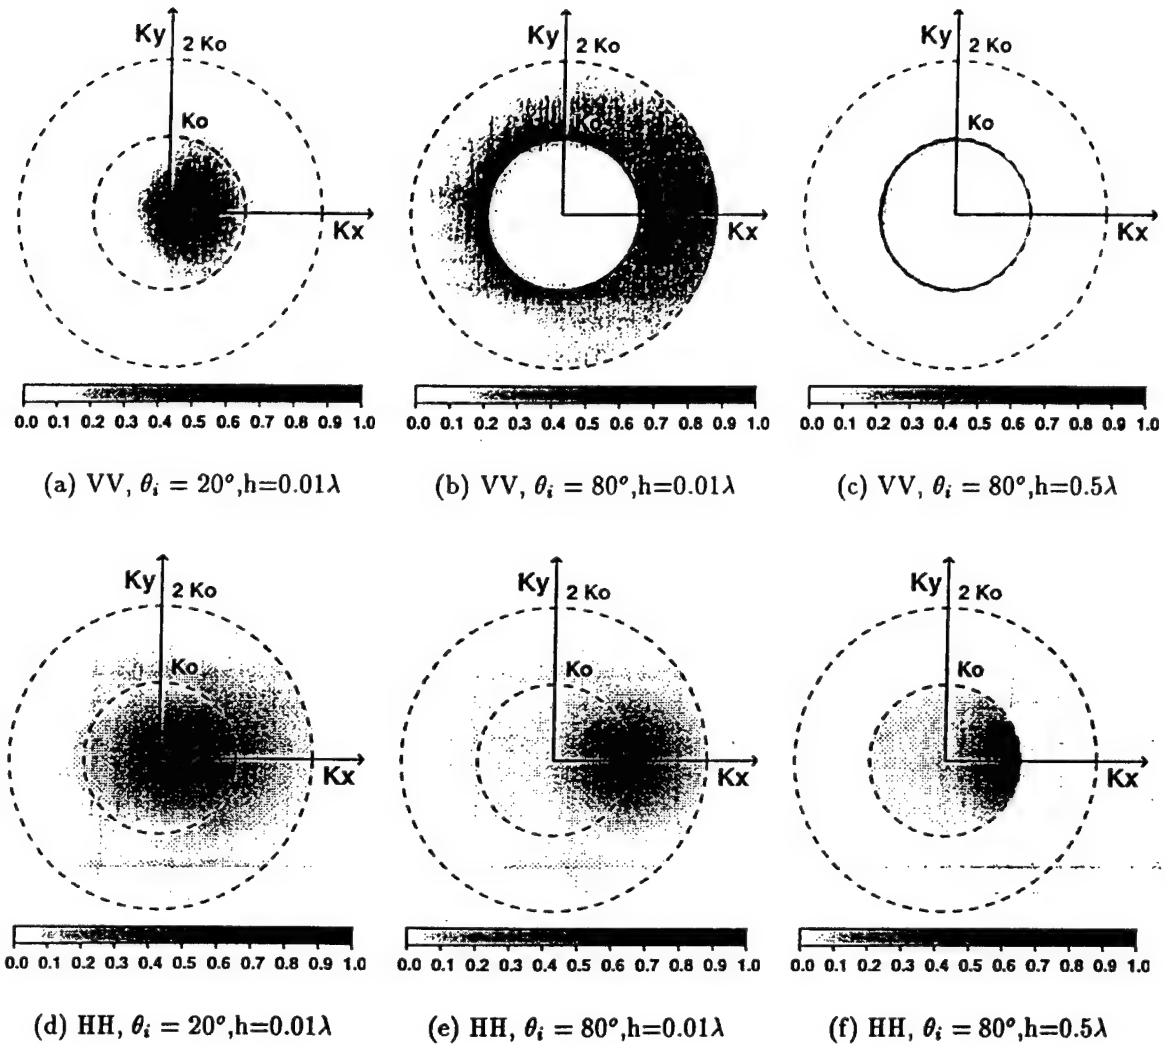 Ky 2 Ko
Ko
Kx
0.0 0.1 0.2 0.3 0.4 0.5 0.6 0.7 0.8 0.9 1.0
(a) VV, θi = 20°,h=0.01λ
Ky 2 Ko
Ko
Kx
0.0 0.1 0.2 0.3 0.4 0.5 0.6 0.7 0.8 0.9 1.0
(b) VV, θi = 80°,h=0.01λ
Ky 2 Ko
Ko
Kx
0.0 0.1 0.2 0.3 0.4 0.5 0.6 0.7 0.8 0.9 1.0
(c) VV, θi = 80°,h=0.5λ
Ky 2 Ko
Ko
Kx
0.0 0.1 0.2 0.3 0.4 0.5 0.6 0.7 0.8 0.9 1.0
(d) HH, θi = 20°,h=0.01λ
Ky 2 Ko
Ko
Kx
0.0 0.1 0.2 0.3 0.4 0.5 0.6 0.7 0.8 0.9 1.0
(e) HH, θi = 80°,h=0.01λ
Ky 2 Ko
Ko
Kx
0.0 0.1 0.2 0.3 0.4 0.5 0.6 0.7 0.8 0.9 1.0
(f) HH, θi = 80°,h=0.5λ